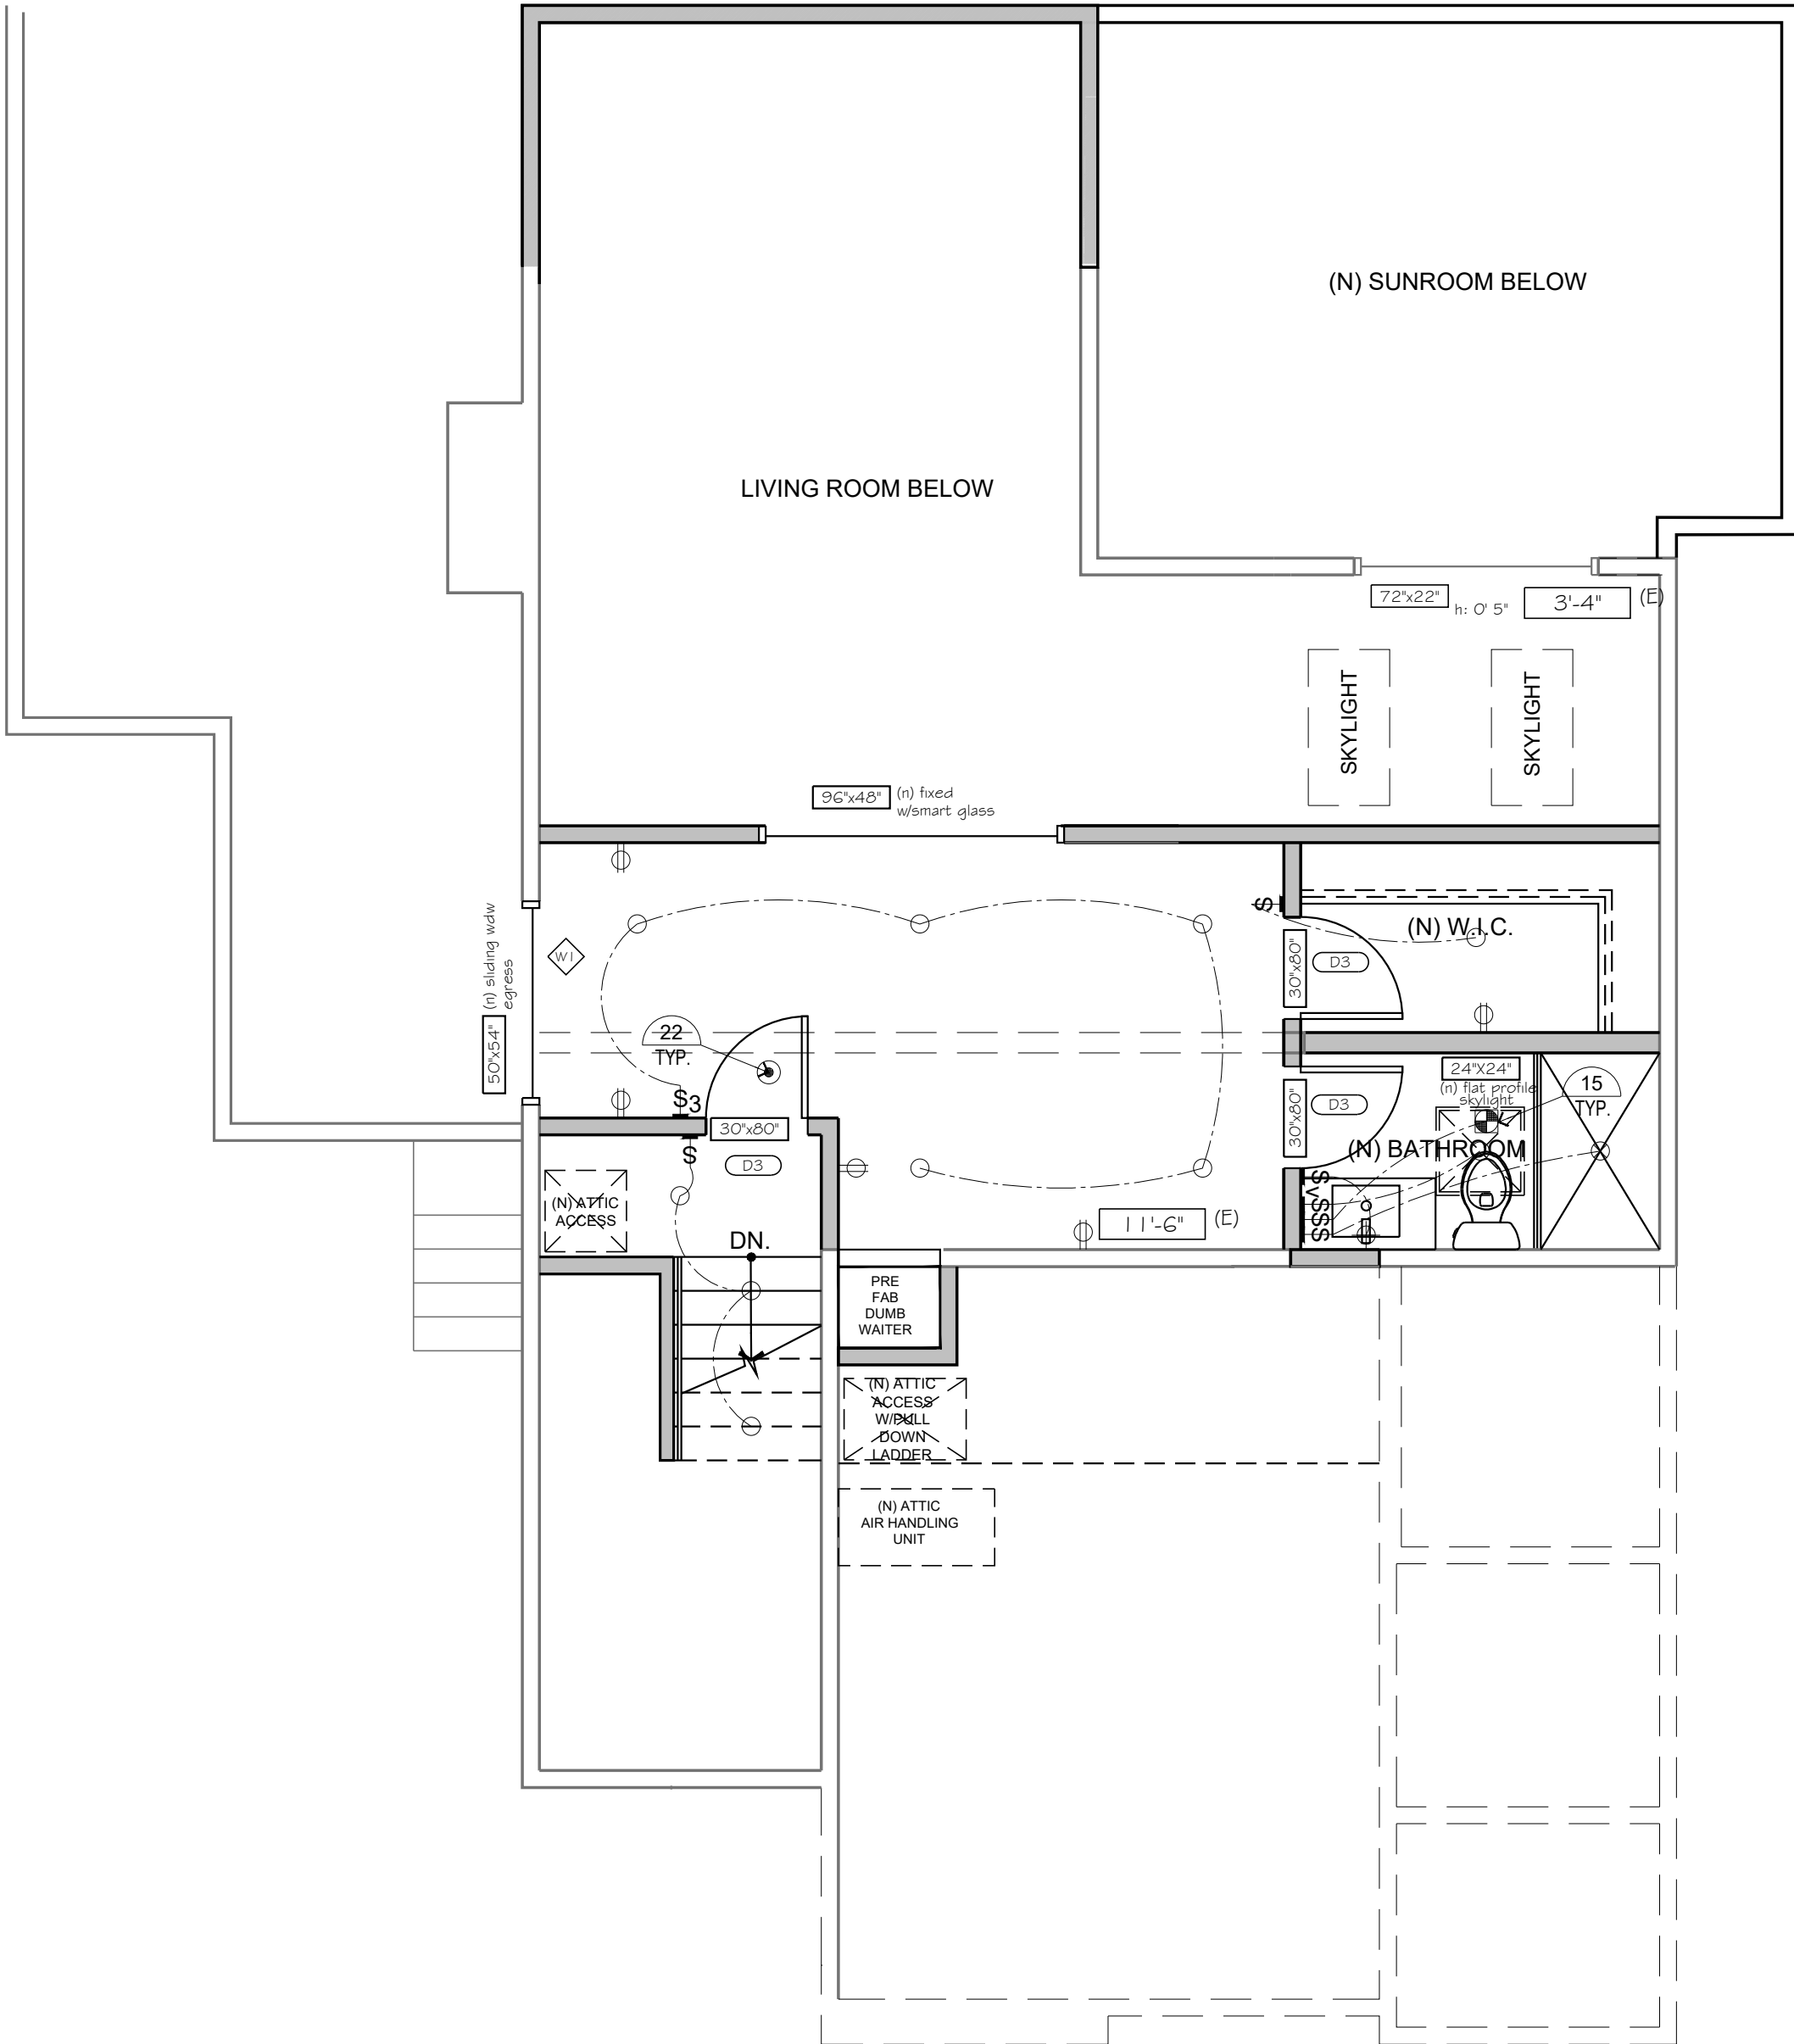 (N) SUNROOM BELOW
LIVING ROOM BELOW
72"x22"
h: 0' 5"
3'-4"
(E)
SKYLIGHT
SKYLIGHT
96"x48"
(n) fixed
w/smart glass
(n) sliding wdw
egress
50"x54"
W1
S
30"x80"
D3
(N) W.I.C.
22
TYP.
S3
30"x80"
S
D3
30"x80"
D3
24"X24"
(n) flat profile
skylight
15
TYP.
(N) BATHROOM
SvSSS
(N) ATTIC
ACCESS
DN.
11'-6"
(E)
PRE
FAB
DUMB
WAITER
(N) ATTIC
ACCESS
W/PULL
DOWN
LADDER
(N) ATTIC
AIR HANDLING
UNIT